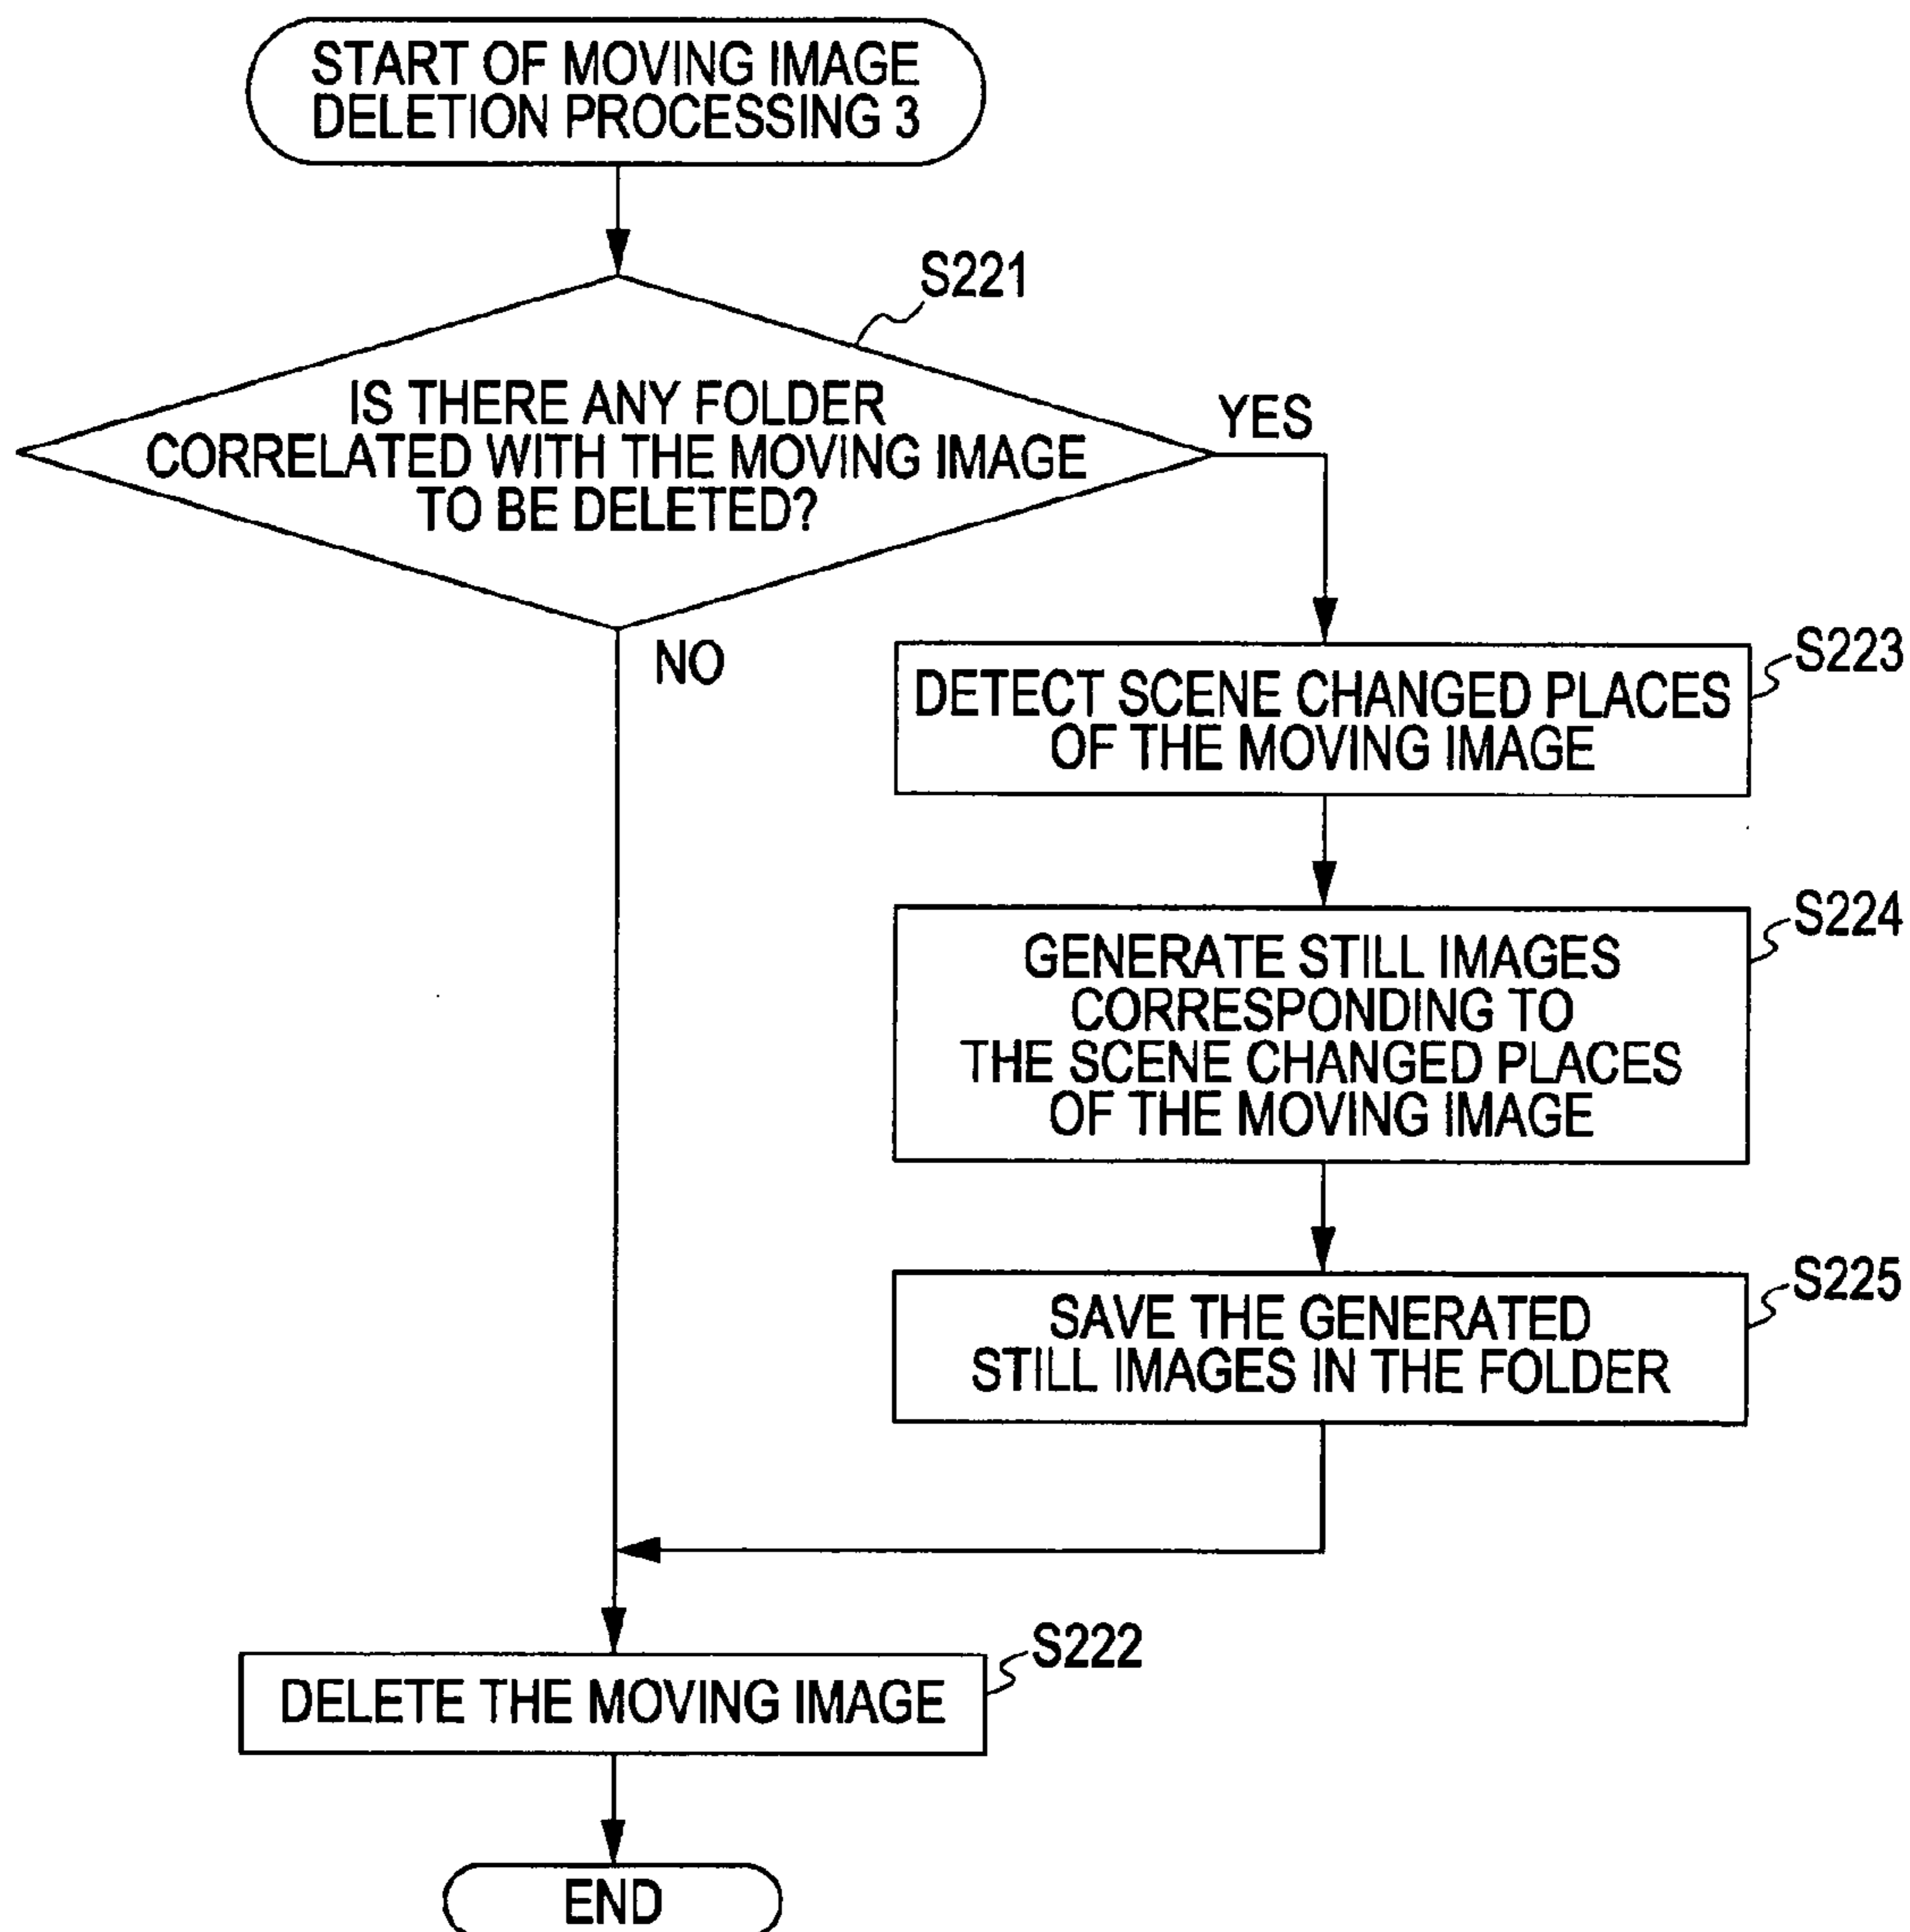 START OF MOVING IMAGE
DELETION PROCESSING 3
S221
IS THERE ANY FOLDER
CORRELATED WITH THE MOVING IMAGE
TO BE DELETED?
YES
NO
S223
DETECT SCENE CHANGED PLACES
OF THE MOVING IMAGE
S224
GENERATE STILL IMAGES
CORRESPONDING TO
THE SCENE CHANGED PLACES
OF THE MOVING IMAGE
S225
SAVE THE GENERATED
STILL IMAGES IN THE FOLDER
S222
DELETE THE MOVING IMAGE
END